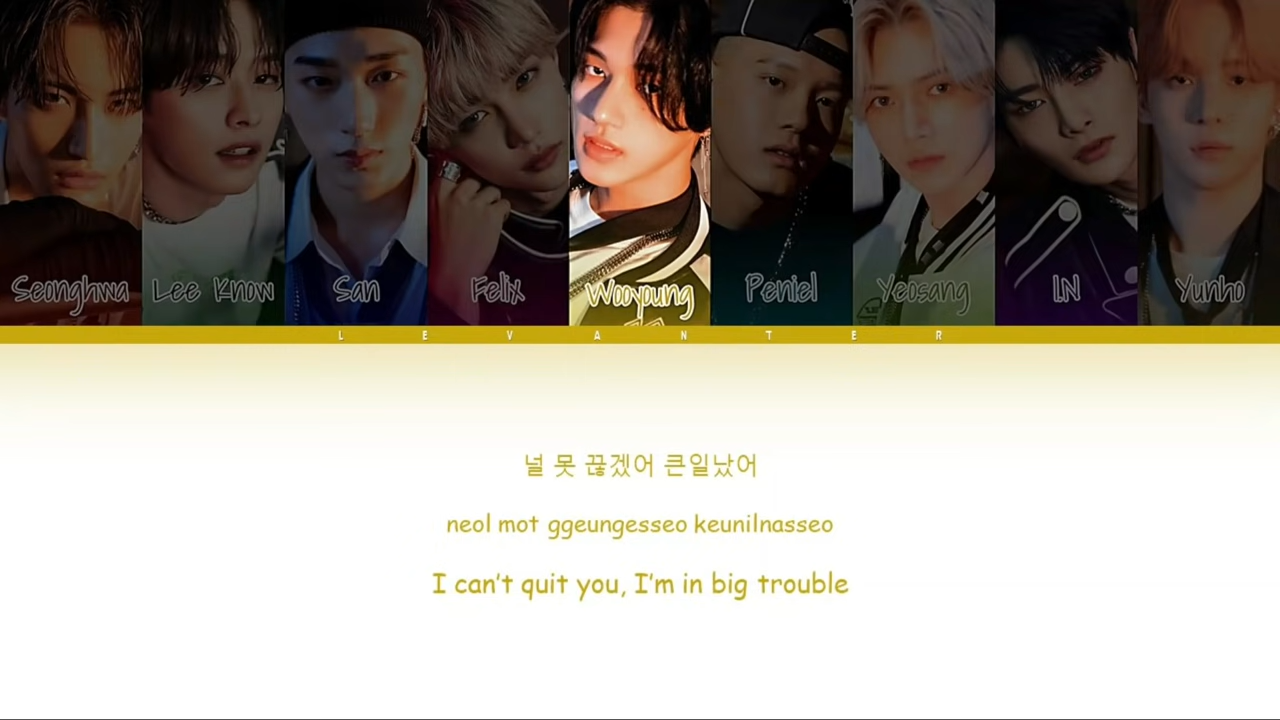 Seonghwa Lee Know San Felix Wooyoung Peniel Yeosang I.N Yunho
LEVANTER
널 못 끊겠어 큰일났어
neol mot ggeungesseo keunilnasseo
I can't quit you, I'm in big trouble